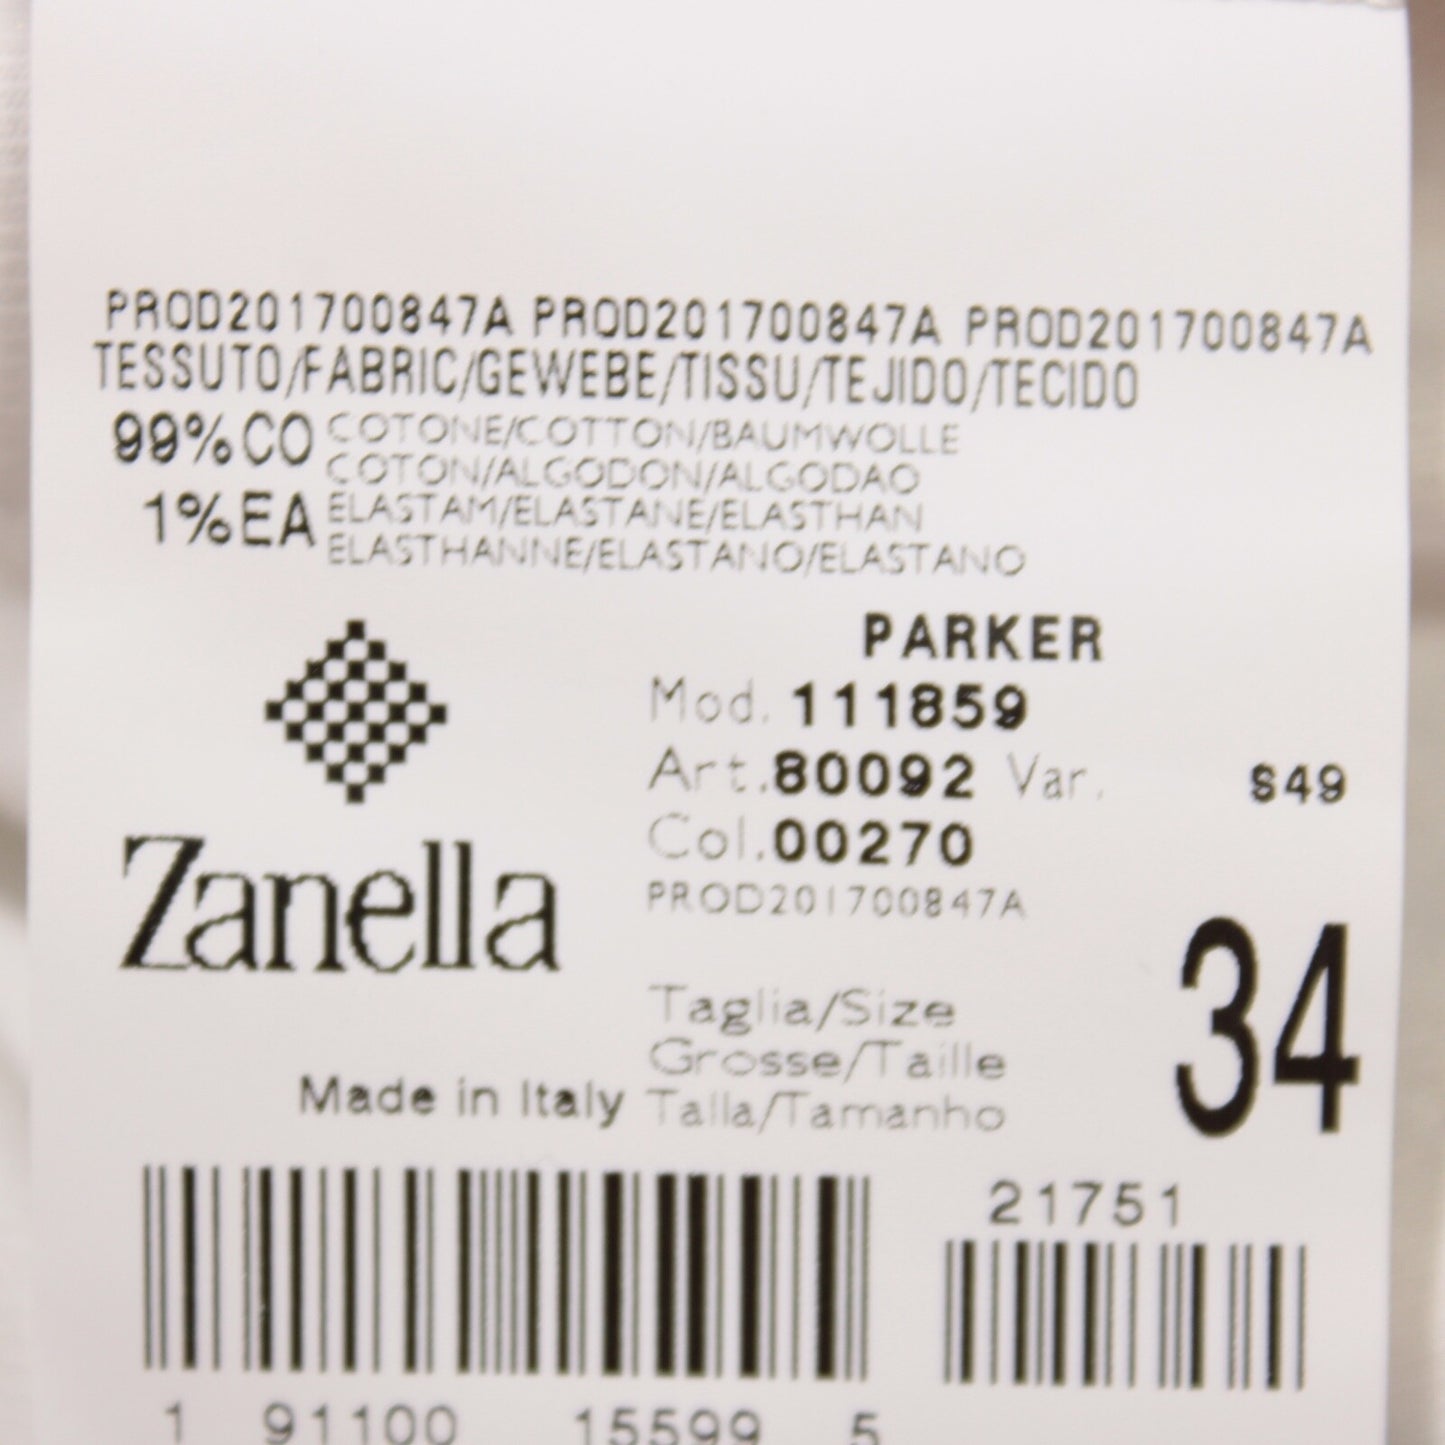 PROD201700847A PROD201700847A PROD201700847A
TESSUTO/FABRIC/GEWEBE/TISSU/TEJIDO/TECIDO
99%CO COTONE/COTTON/BAUMWOLLE
COTON/ALGODON/ALGODAO
1%EA ELASTAM/ELASTANE/ELASTHAN
ELASTHANNE/ELASTANO/ELASTANO
PARKER
Mod. 111859
Art.80092 Var. S49
Col.00270
PROD201700847A
Zanella
34
Taglia/Size
Grosse/Taille
Made in Italy Talla/Tamanho
21751
1 91100 15599 5